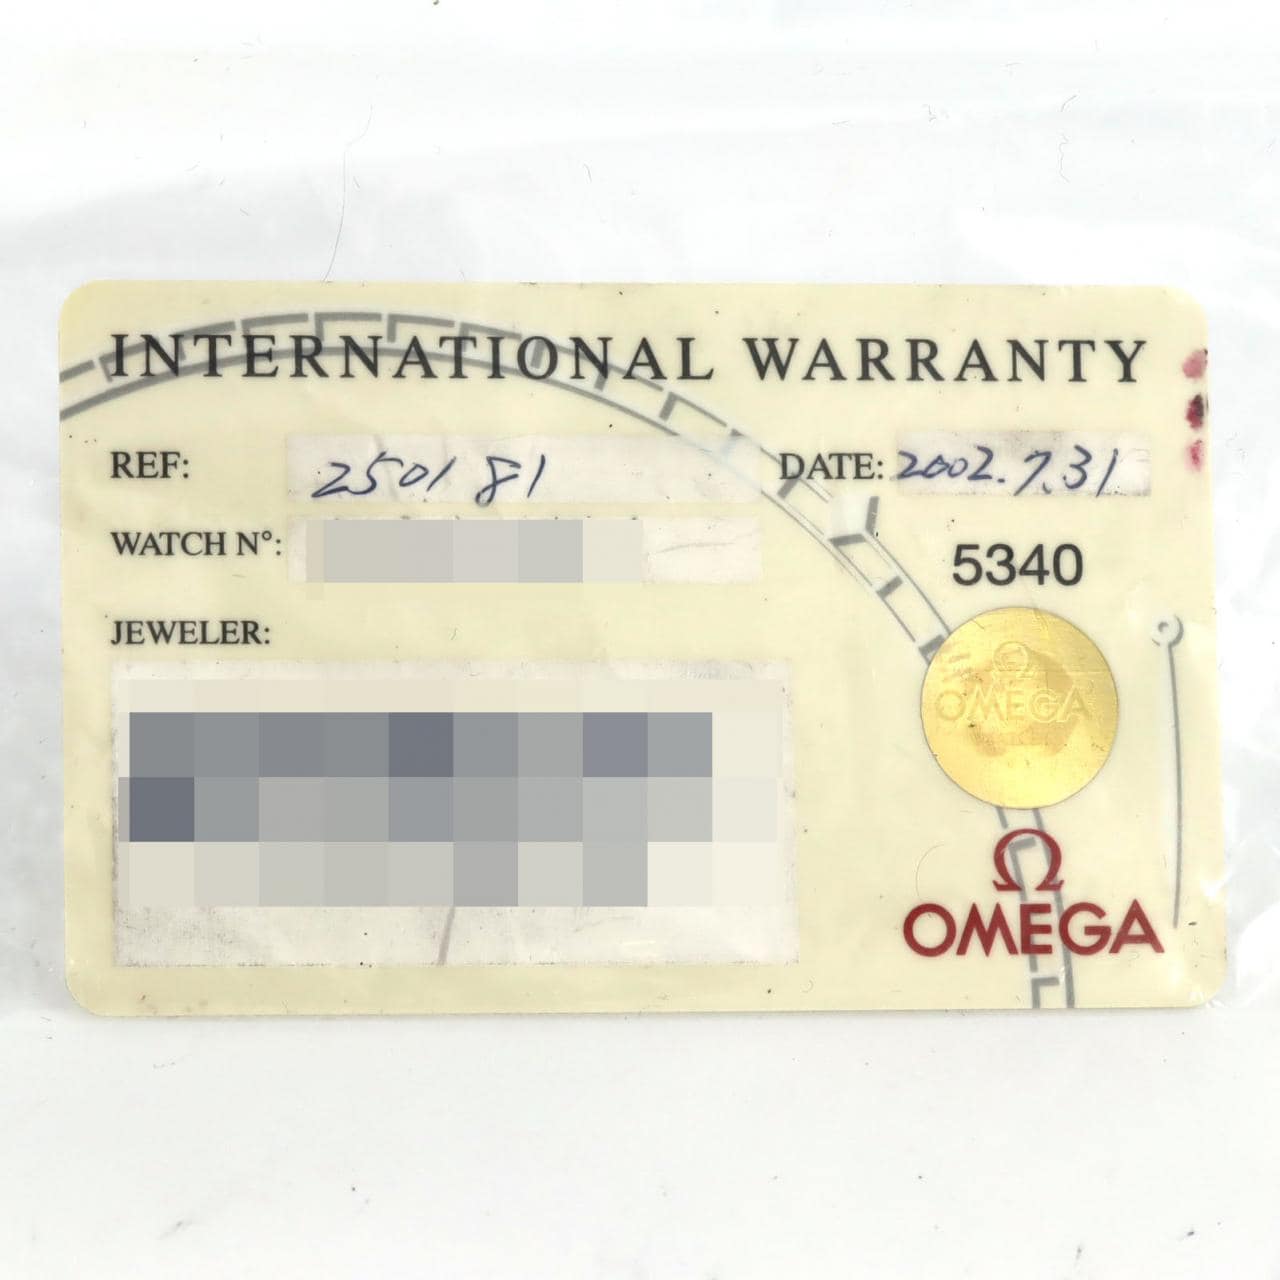 INTERNATIONAL WARRANTY
REF: 2501 81 DATE: 2002.7.31
WATCH N°:
5340
JEWELER:
Ω
OMEGA
Ω
OMEGA